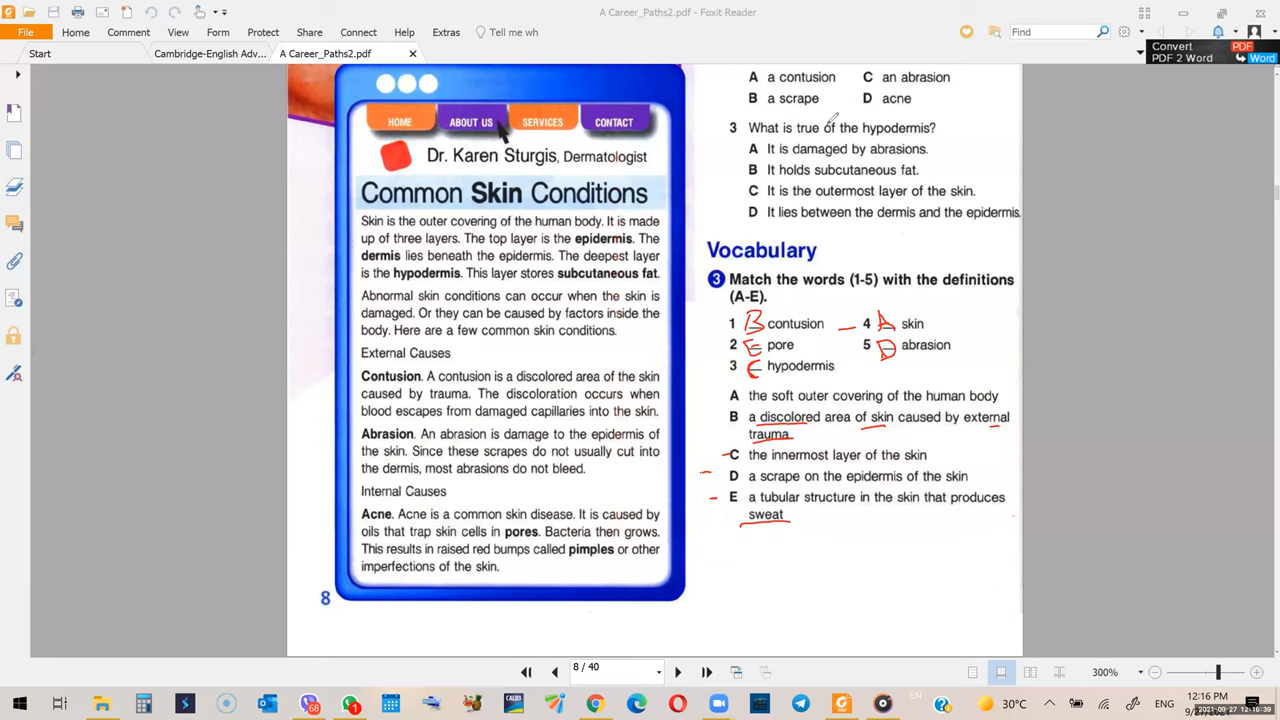 A Career_Paths2.pdf - Foxit Reader
File Home Comment View Form Protect Share Connect Help Extras Tell me wh Find
Convert PDF
PDF 2 Word Word
Start Cambridge-English Adv... A Career_Paths2.pdf
HOME ABOUT US SERVICES CONTACT
Dr. Karen Sturgis, Dermatologist
Common Skin Conditions
Skin is the outer covering of the human body. It is made
up of three layers. The top layer is the epidermis. The
dermis lies beneath the epidermis. The deepest layer
is the hypodermis. This layer stores subcutaneous fat.
Abnormal skin conditions can occur when the skin is
damaged. Or they can be caused by factors inside the
body. Here are a few common skin conditions.
External Causes
Contusion. A contusion is a discolored area of the skin
caused by trauma. The discoloration occurs when
blood escapes from damaged capillaries into the skin.
Abrasion. An abrasion is damage to the epidermis of
the skin. Since these scrapes do not usually cut into
the dermis, most abrasions do not bleed.
Internal Causes
Acne. Acne is a common skin disease. It is caused by
oils that trap skin cells in pores. Bacteria then grows.
This results in raised red bumps called pimples or other
imperfections of the skin.
8
A a contusion C an abrasion
B a scrape D acne
3 What is true of the hypodermis?
A It is damaged by abrasions.
B It holds subcutaneous fat.
C It is the outermost layer of the skin.
D It lies between the dermis and the epidermis.
Vocabulary
3 Match the words (1-5) with the definitions
(A-E).
1 B contusion 4 A skin
2 E pore 5 D abrasion
3 C hypodermis
A the soft outer covering of the human body
B a discolored area of skin caused by external
trauma
C the innermost layer of the skin
D a scrape on the epidermis of the skin
E a tubular structure in the skin that produces
sweat
8 / 40 300%
68 1 CALD3 EN 30°C ENG 12:16 PM
2021-09-27 12:16:39